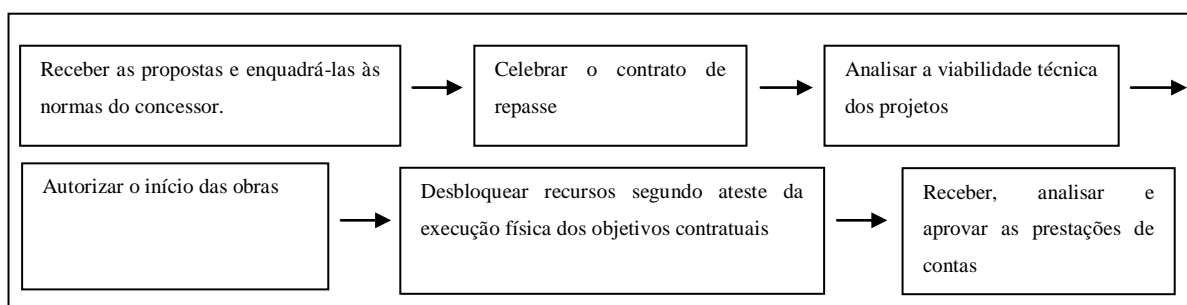 Receber as propostas e enquadrá-las às
normas do concessor.
Celebrar o contrato de
repasse
Analisar a viabilidade técnica
dos projetos
Autorizar o início das obras
Desbloquear recursos segundo ateste da
execução física dos objetivos contratuais
Receber, analisar e
aprovar as prestações de
contas